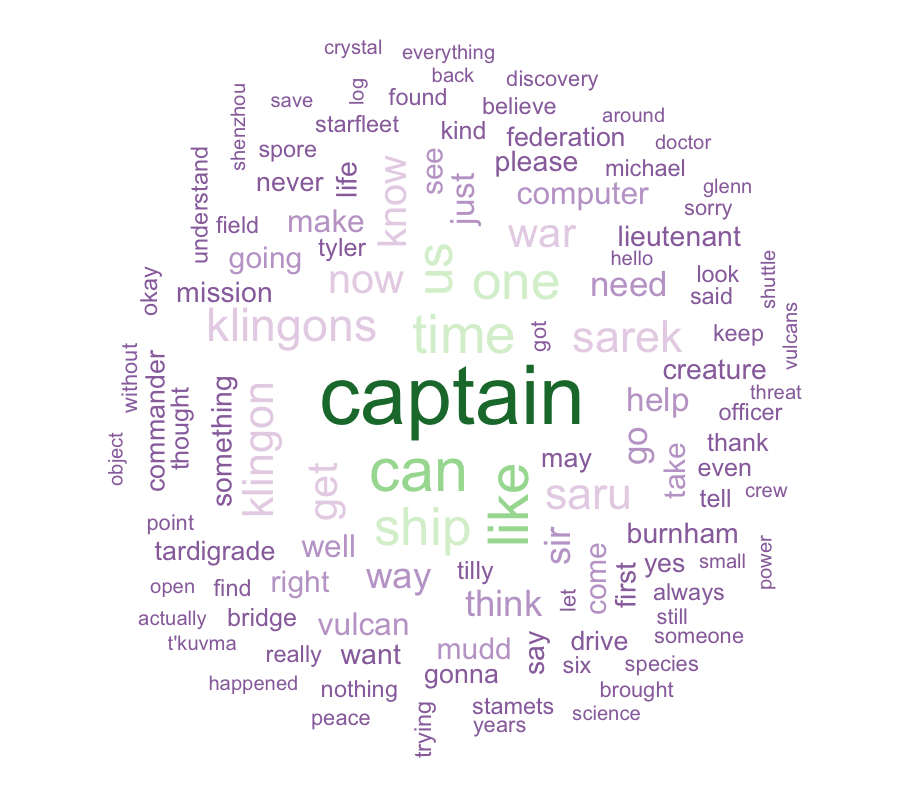 crystal
everything
back
discovery
save
log
found
believe
around
shenzhou
starfleet
kind
federation
doctor
spore
please
michael
understand
never
life
know
see
just
computer
glenn
sorry
field
make
war
lieutenant
tyler
us
hello
going
now
one
need
look
shuttle
okay
mission
said
klingons
time
got
sarek
keep
vulcans
without
captain
creature
threat
commander
thought
something
klingon
help
officer
object
can
like
may
go
take
thank
get
saru
even
tell
crew
point
ship
sir
burnham
tardigrade
well
tilly
come
first
yes
small
power
open
find
right
way
think
let
always
actually
bridge
vulcan
still
t'kuvma
say
drive
someone
really
want
mudd
six
species
happened
nothing
gonna
brought
peace
trying
stamets
years
science